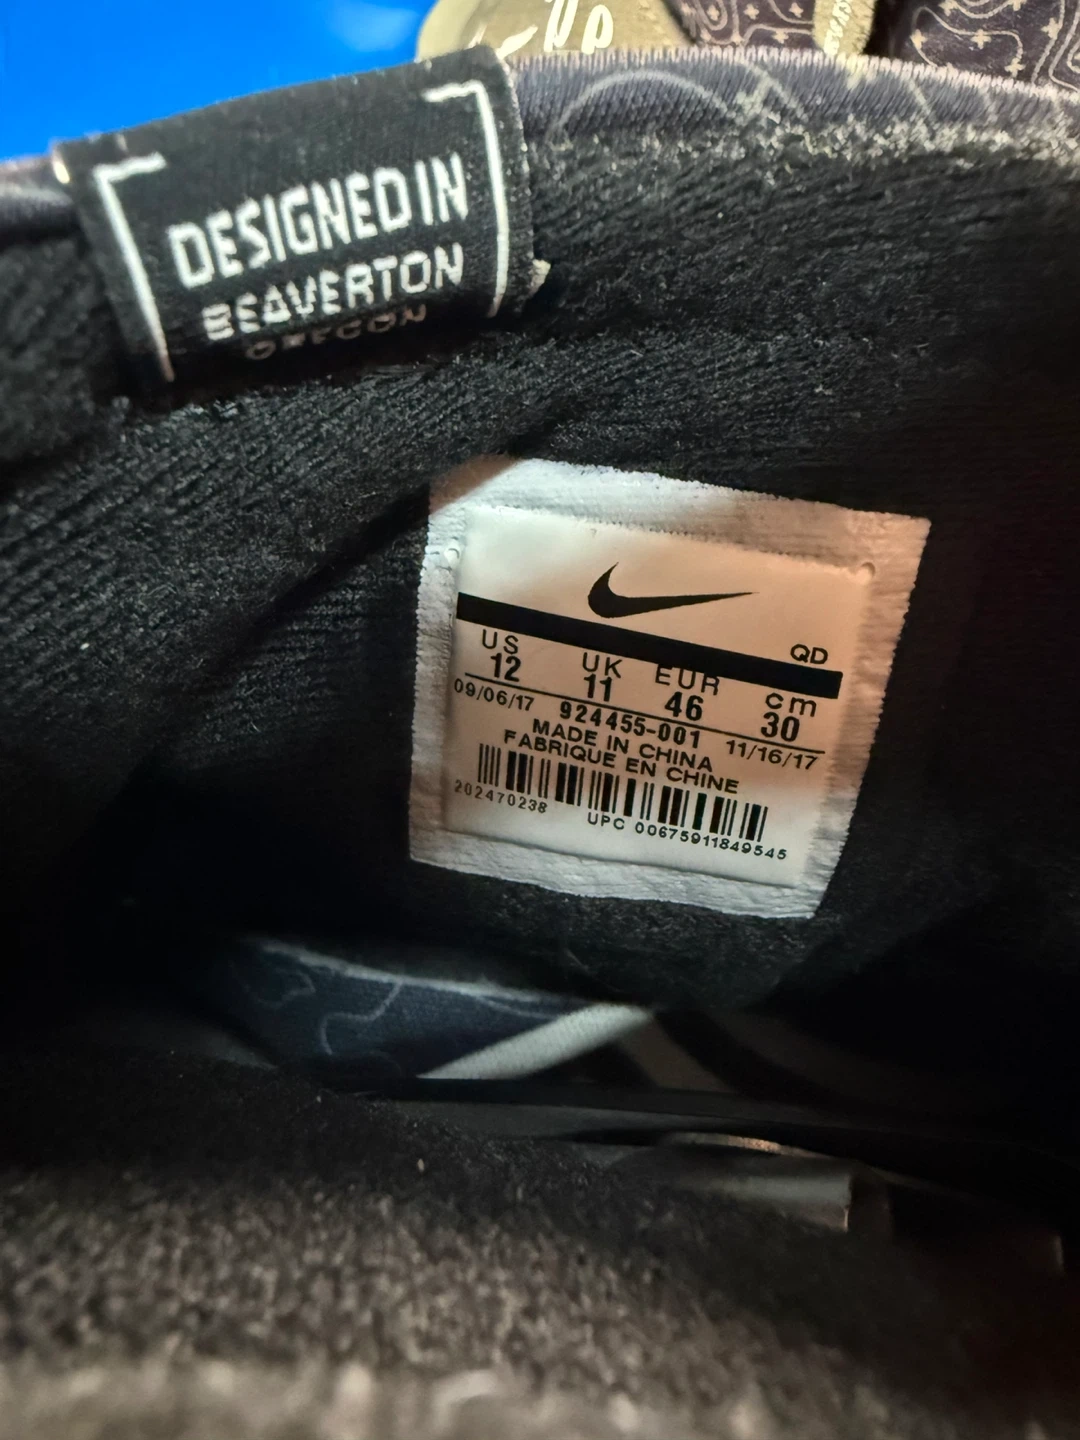 DESIGNED IN
BEAVERTON
OREGON
QD
US UK EUR cm
12 11 46 30
09/06/17 924455-001 11/16/17
MADE IN CHINA
FABRIQUE EN CHINE
202470238
UPC 00675911849545